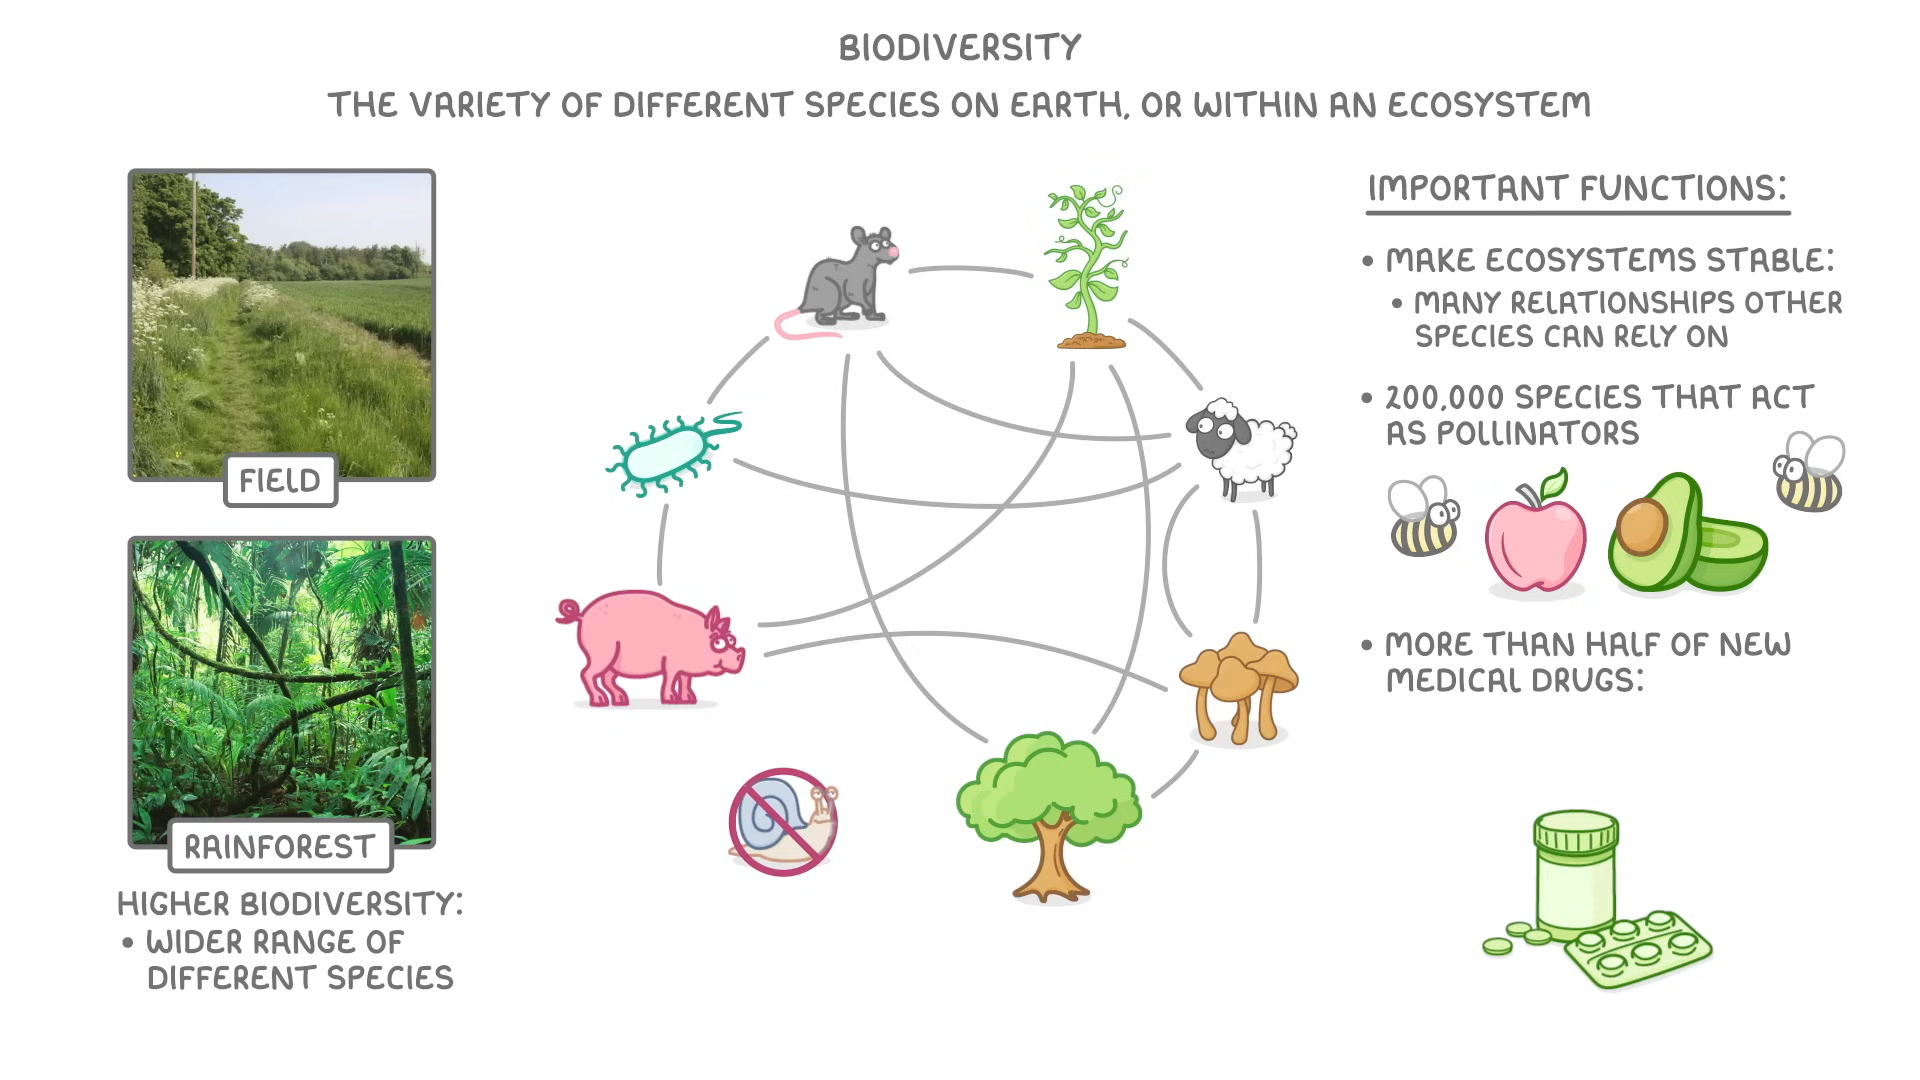 BIODIVERSITY
THE VARIETY OF DIFFERENT SPECIES ON EARTH, OR WITHIN AN ECOSYSTEM
FIELD
RAINFOREST
HIGHER BIODIVERSITY:
• WIDER RANGE OF
DIFFERENT SPECIES
IMPORTANT FUNCTIONS:
• MAKE ECOSYSTEMS STABLE:
• MANY RELATIONSHIPS OTHER
SPECIES CAN RELY ON
• 200,000 SPECIES THAT ACT
AS POLLINATORS
• MORE THAN HALF OF NEW
MEDICAL DRUGS: